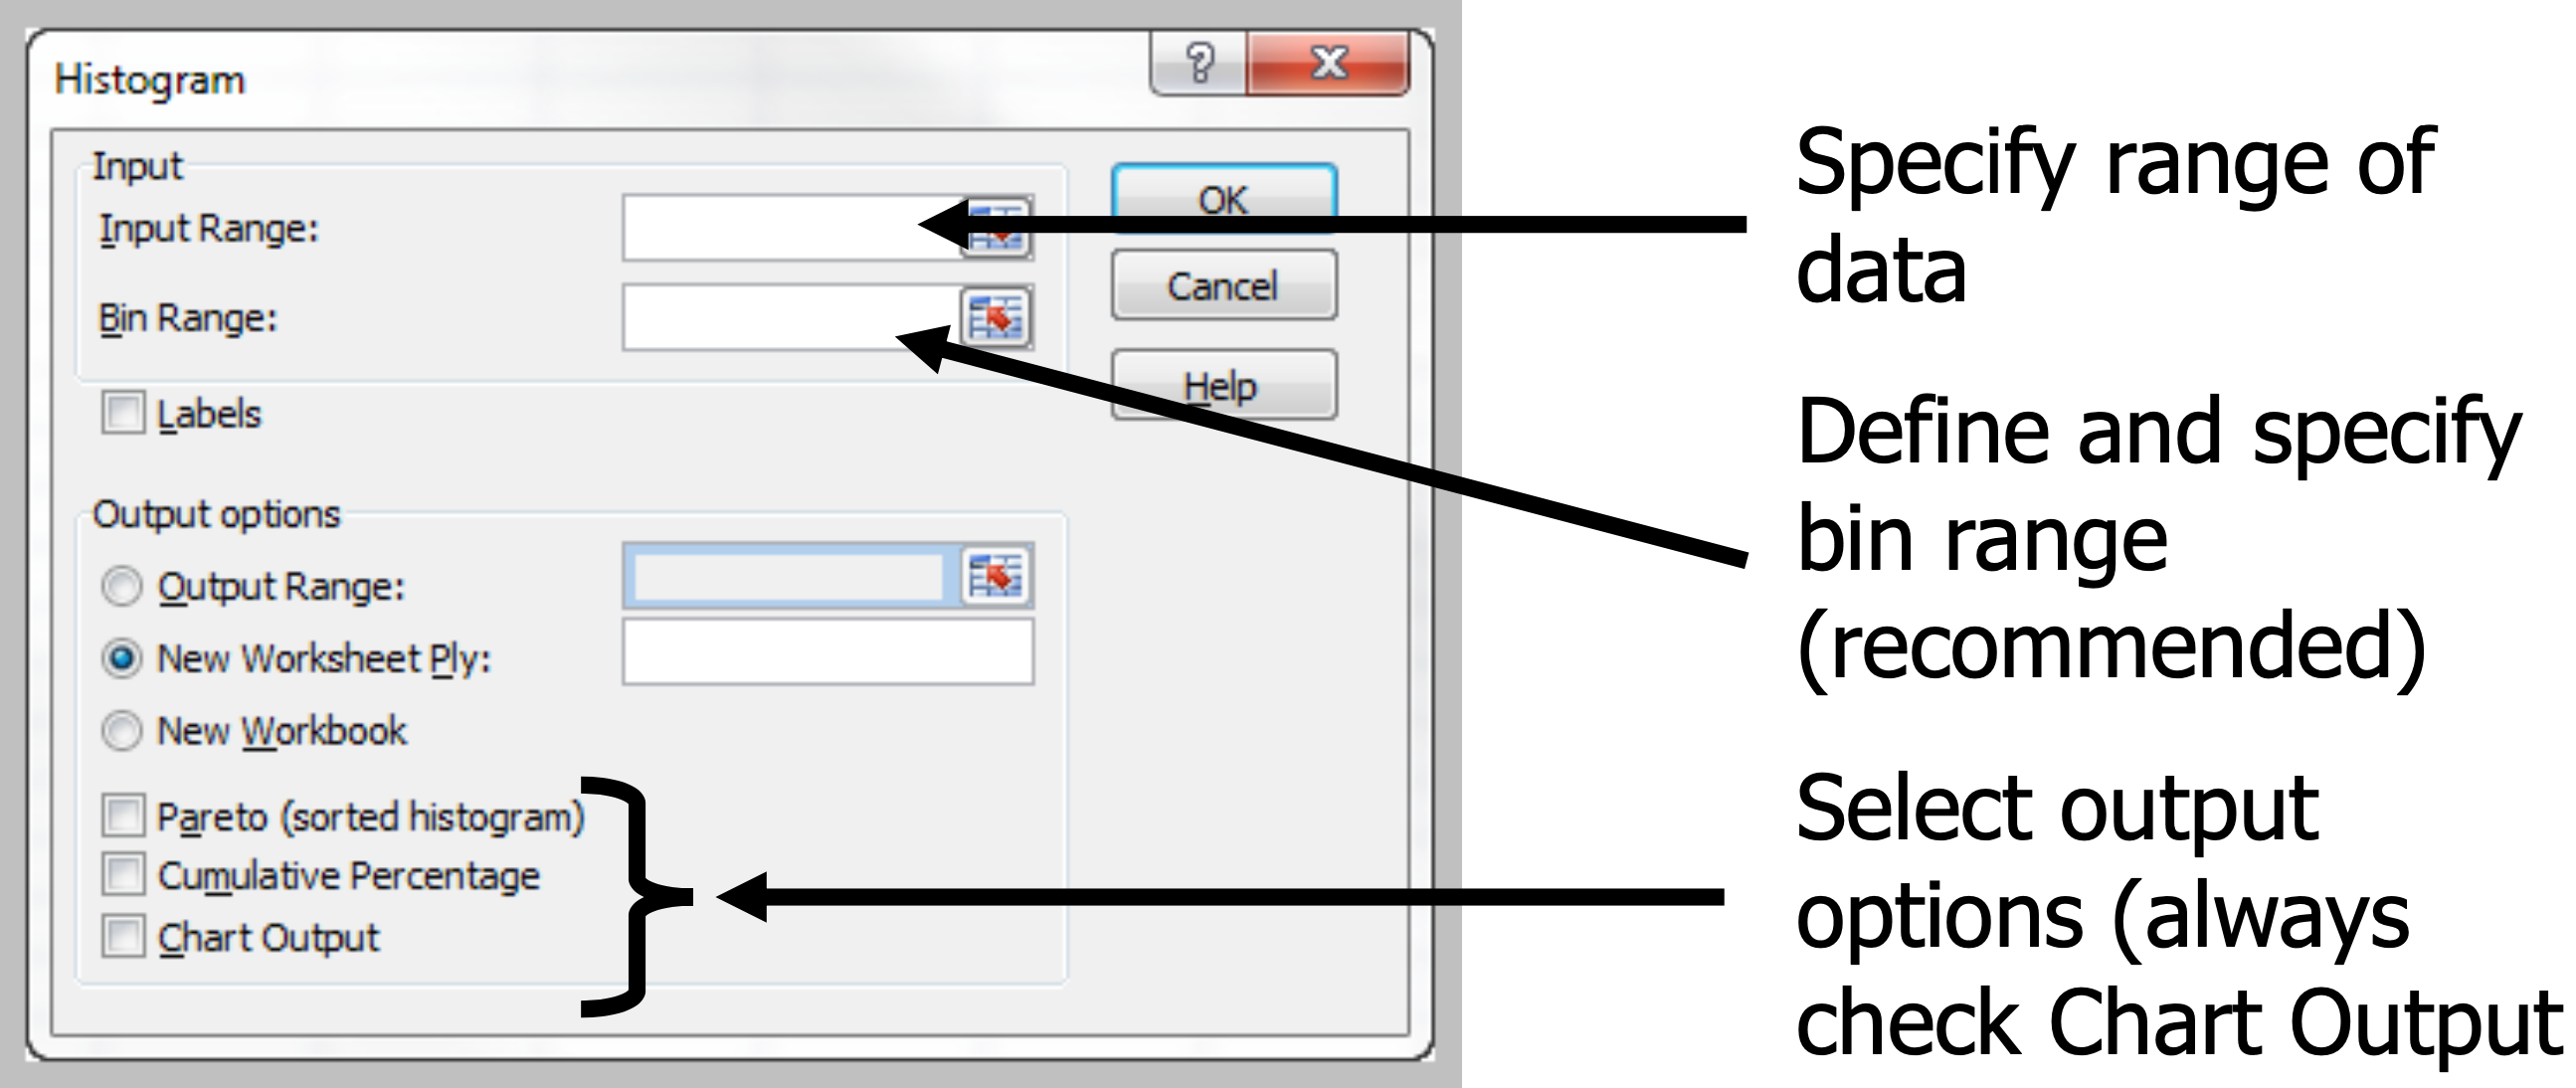 Histogram
?
Input
Input Range:
Bin Range:
Labels
Output options
Output Range:
New Worksheet Ply:
New Workbook
Pareto (sorted histogram)
Cumulative Percentage
Chart Output
OK
Cancel
Help
Specify range of
data
Define and specify
bin range
(recommended)
Select output
options (always
check Chart Output